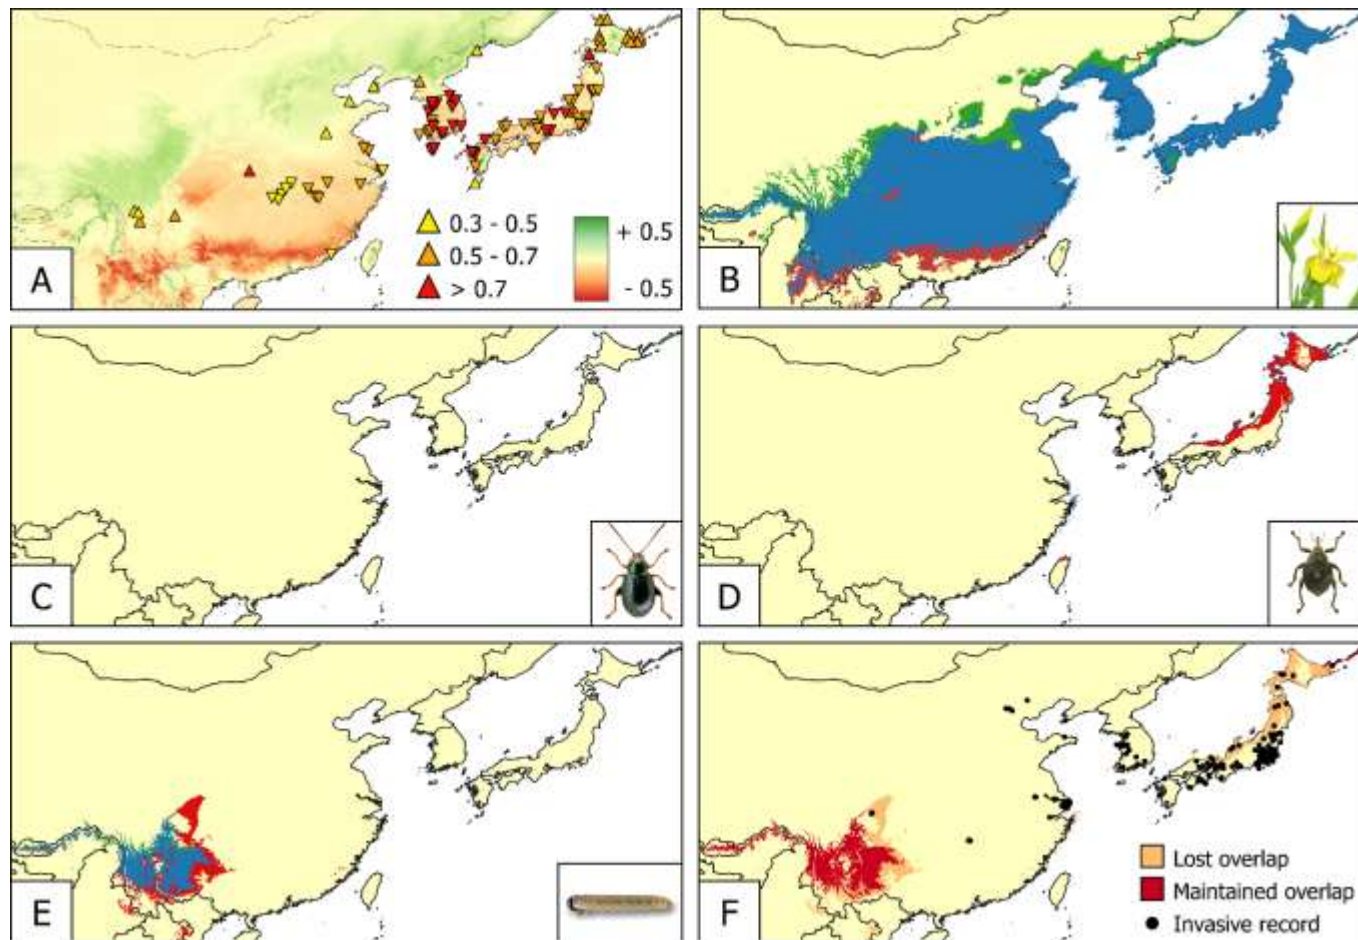 A
0.3 - 0.5
0.5 - 0.7
> 0.7
+ 0.5
- 0.5
B
C
D
E
F
Lost overlap
Maintained overlap
Invasive record